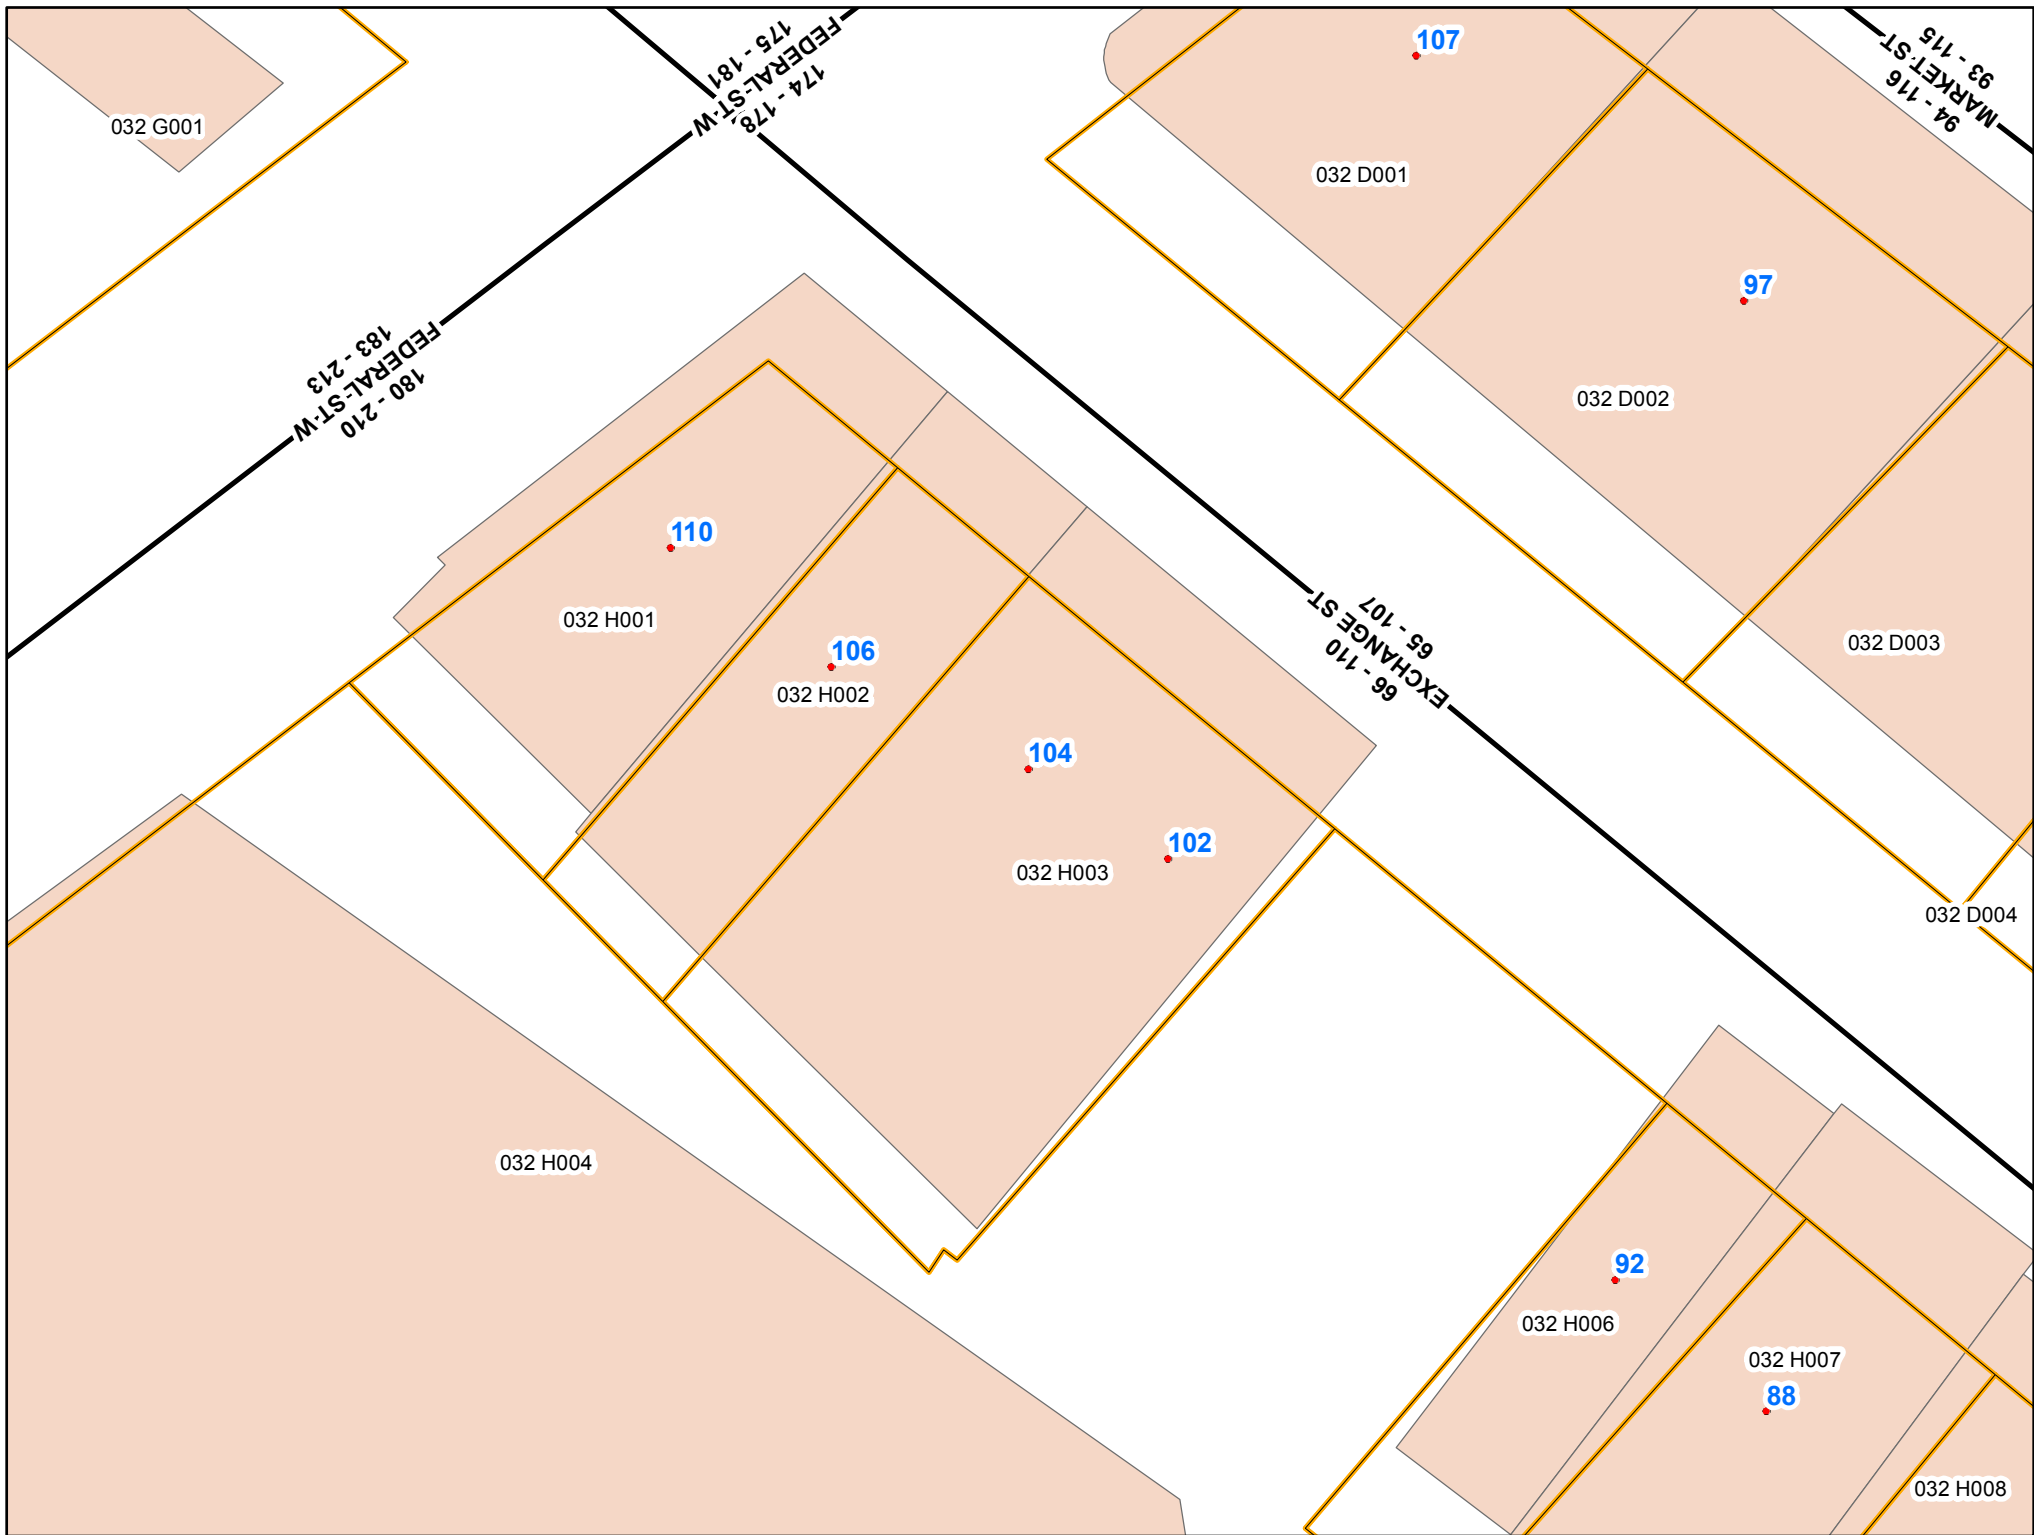 175 - 181
FEDERAL ST W
174 - 178
107
93 - 115
MARKET ST
94 - 116
032 G001
032 D001
97
183 - 213
FEDERAL ST W
180 - 210
032 D002
110
032 H001
106
032 H002
65 - 107
EXCHANGE ST
66 - 110
032 D003
104
102
032 H003
032 D004
032 H004
92
032 H006
032 H007
88
032 H008